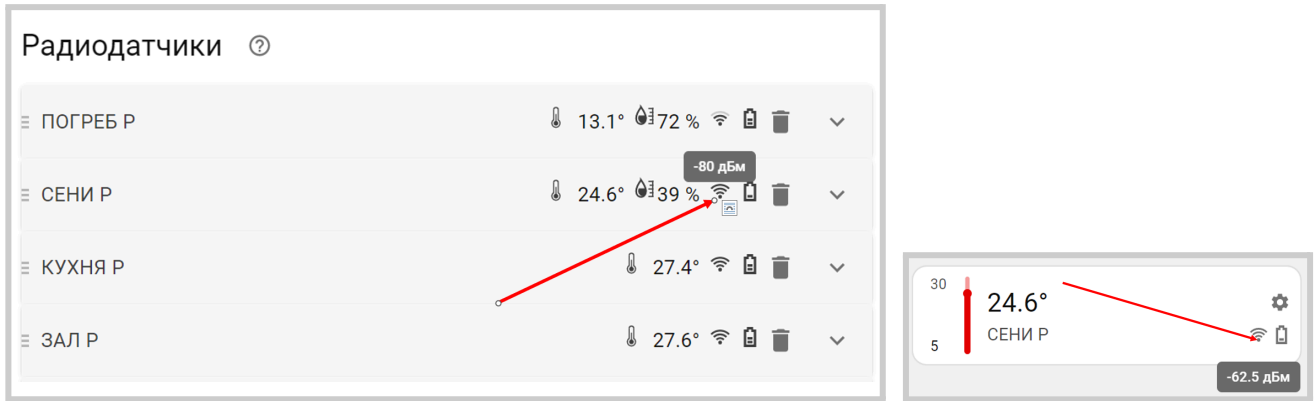 Радиодатчики ?
ПОГРЕБ Р 13.1° 72 %
-80 дБм
СЕНИ Р 24.6° 39 %
КУХНЯ Р 27.4°
ЗАЛ Р 27.6°
30
24.6°
СЕНИ Р
5
-62.5 дБм